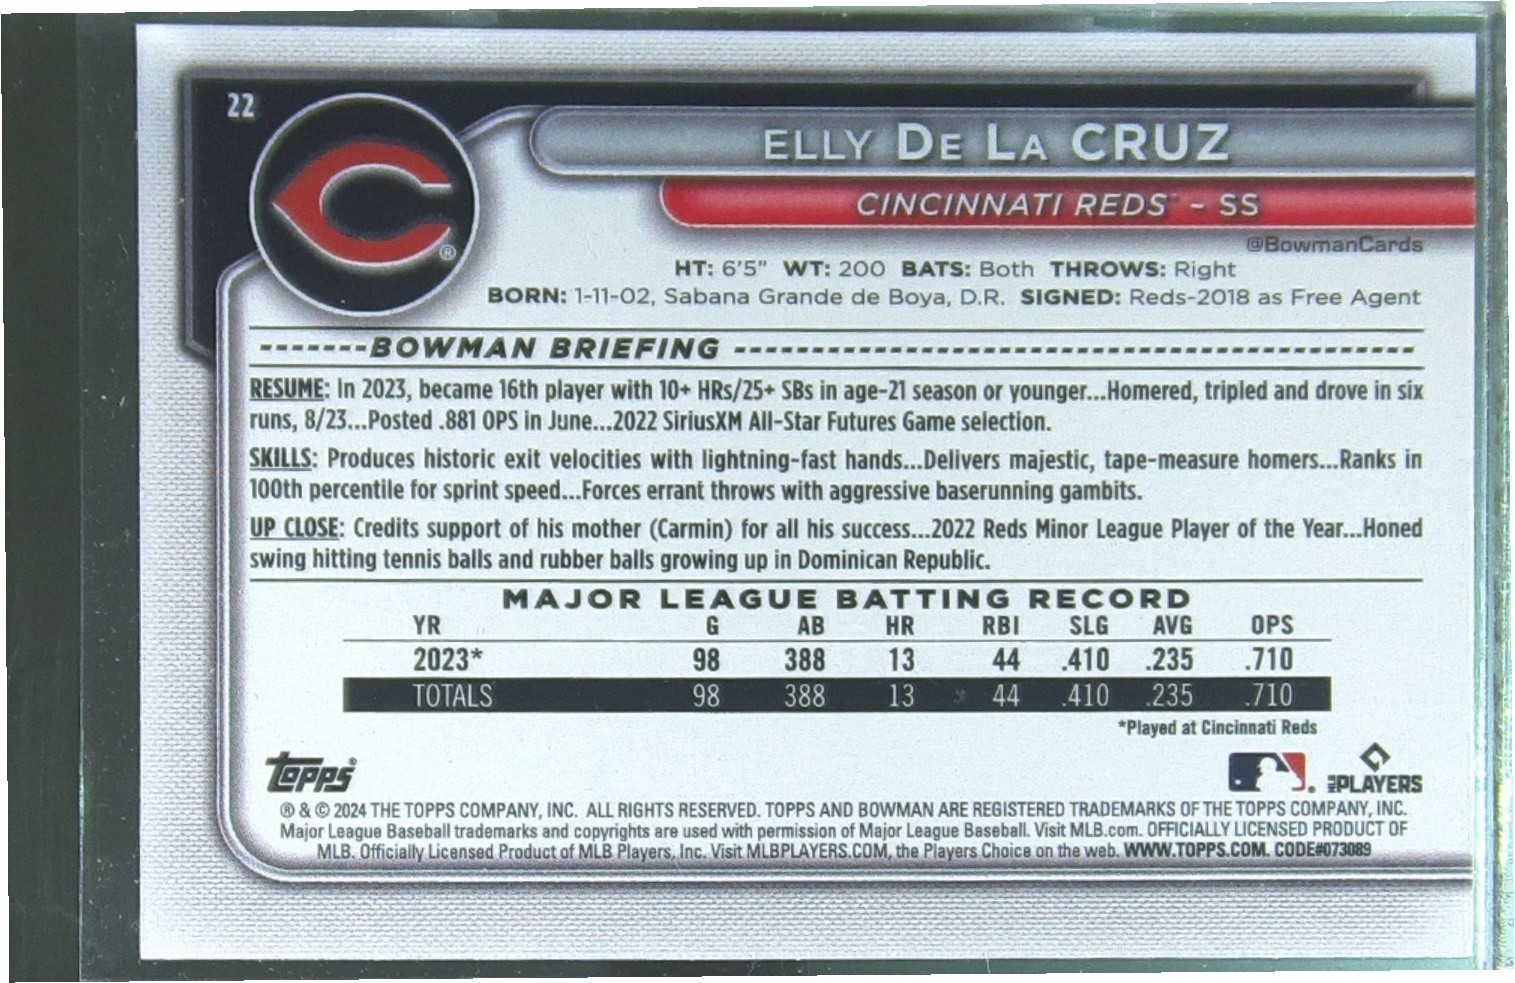 22
ELLY DE LA CRUZ
CINCINNATI REDS - SS
@BowmanCards
HT: 6'5" WT: 200 BATS: Both THROWS: Right
BORN: 1-11-02, Sabana Grande de Boya, D.R. SIGNED: Reds-2018 as Free Agent
BOWMAN BRIEFING
RESUME: In 2023, became 16th player with 10+ HRs/25+ SBs in age-21 season or younger...Homered, tripled and drove in six
runs, 8/23...Posted .881 OPS in June...2022 SiriusXM All-Star Futures Game selection.
SKILLS: Produces historic exit velocities with lightning-fast hands...Delivers majestic, tape-measure homers...Ranks in
100th percentile for sprint speed...Forces errant throws with aggressive baserunning gambits.
UP CLOSE: Credits support of his mother (Carmin) for all his success...2022 Reds Minor League Player of the Year...Honed
swing hitting tennis balls and rubber balls growing up in Dominican Republic.
MAJOR LEAGUE BATTING RECORD
YR G AB HR RBI SLG AVG OPS
2023* 98 388 13 44 .410 .235 .710
TOTALS 98 388 13 44 .410 .235 .710
*Played at Cincinnati Reds
topps®
MLB PLAYERS
® & © 2024 THE TOPPS COMPANY, INC. ALL RIGHTS RESERVED. TOPPS AND BOWMAN ARE REGISTERED TRADEMARKS OF THE TOPPS COMPANY, INC.
Major League Baseball trademarks and copyrights are used with permission of Major League Baseball. Visit MLB.com. OFFICIALLY LICENSED PRODUCT OF
MLB. Officially Licensed Product of MLB Players, Inc. Visit MLBPLAYERS.COM, the Players Choice on the web. WWW.TOPPS.COM. CODE#073089